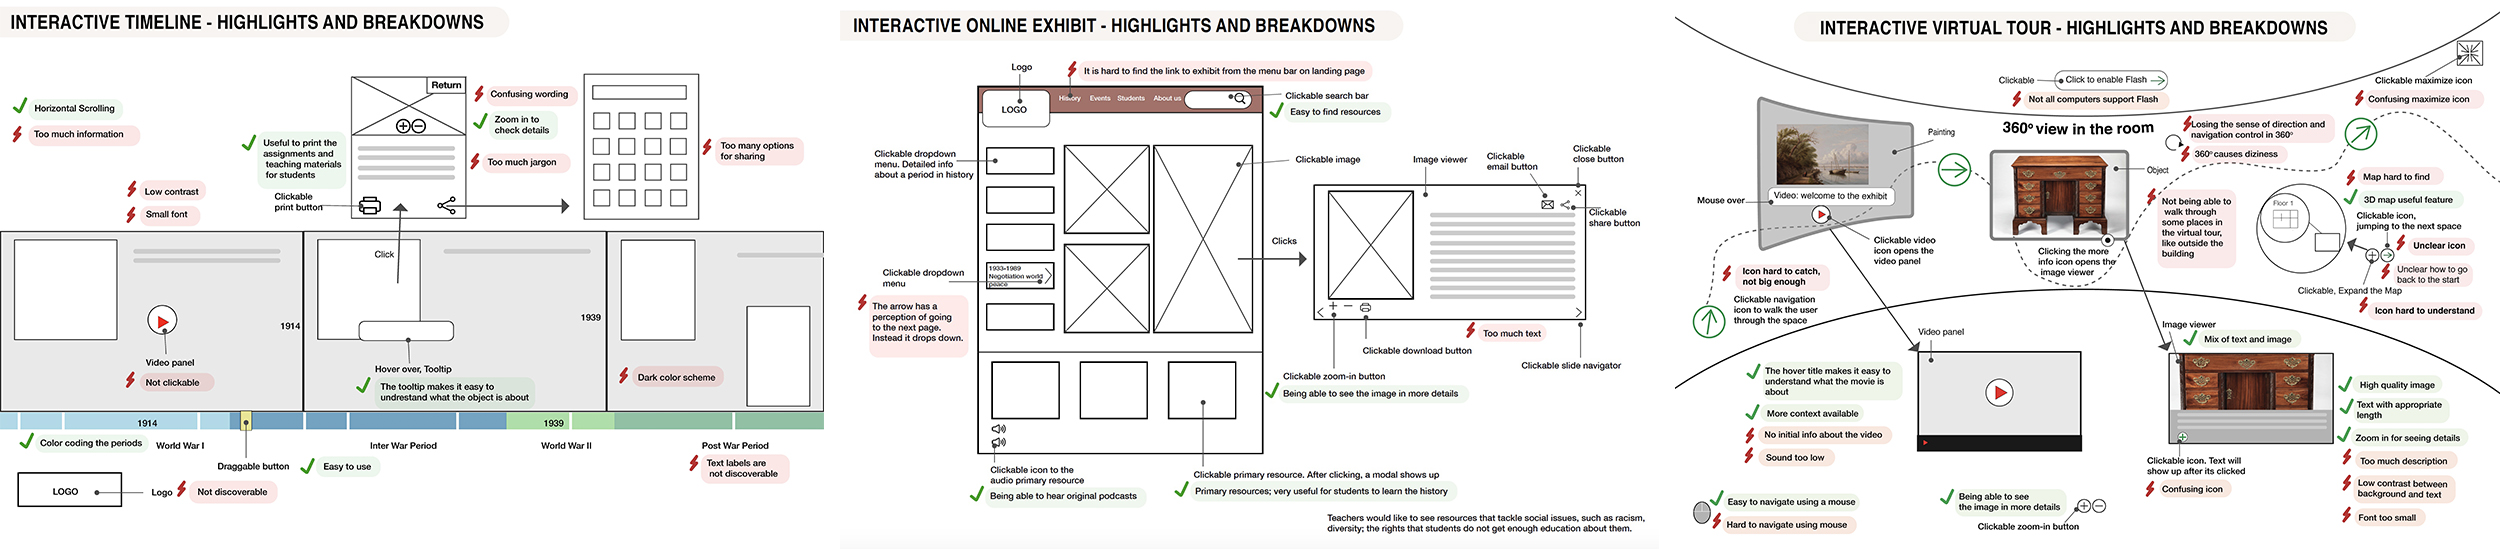 INTERACTIVE TIMELINE - HIGHLIGHTS AND BREAKDOWNS
Horizontal Scrolling
Too much information
Return
Confusing wording
Zoom in to
check details
Too much jargon
Useful to print the
assignments and
teaching materials
for students
Clickable
print button
Too many options
for sharing
Low contrast
Small font
Click
1914
1939
Video panel
Not clickable
Hover over, Tooltip
The tooltip makes it easy to
undrestand what the object is about
Dark color scheme
1914
1939
Color coding the periods
World War I
Inter War Period
World War II
Post War Period
Draggable button
Easy to use
Text labels are
not discoverable
LOGO
Logo
Not discoverable
INTERACTIVE ONLINE EXHIBIT - HIGHLIGHTS AND BREAKDOWNS
Logo
It is hard to find the link to exhibit from the menu bar on landing page
LOGO
History
Events
Students
About us
Clickable search bar
Easy to find resources
Clickable dropdown
menu. Detailed info
about a period in history
Clickable image
Image viewer
Clickable
email button
Clickable
close button
Clickable
share button
Clicks
Clickable dropdown
menu
1933-1989
Negotiation world
peace
The arrow has a
perception of going
to the next page.
Instead it drops down.
Too much text
Clickable download button
Clickable slide navigator
Clickable zoom-in button
Being able to see the image in more details
Clickable icon to the
audio primary resource
Being able to hear original podcasts
Clickable primary resource. After clicking, a modal shows up
Primary resources; very useful for students to learn the history
Teachers would like to see resources that tackle social issues, such as racism,
diversity; the rights that students do not get enough education about them.
INTERACTIVE VIRTUAL TOUR - HIGHLIGHTS AND BREAKDOWNS
Clickable
Click to enable Flash
Not all computers support Flash
Clickable maximize icon
Confusing maximize icon
360º view in the room
Losing the sense of direction and
navigation control in 360º
360º causes diziness
Painting
Object
Mouse over
Video: welcome to the exhibit
Map hard to find
3D map useful feature
Clickable icon,
jumping to the next space
Floor 1
Unclear icon
Unclear how to go
back to the start
Clickable, Expand the Map
Icon hard to understand
Not being able to
walk through
some places in
the virtual tour,
like outside the
building
Clickable video
icon opens the
video panel
Clicking the more
info icon opens the
image viewer
Icon hard to catch,
not big enough
Clickable navigation
icon to walk the user
through the space
Video panel
Image viewer
Mix of text and image
The hover title makes it easy to
understand what the movie is
about
More context available
No initial info about the video
Sound too low
High quality image
Text with appropriate
length
Zoom in for seeing details
Too much description
Low contrast between
background and text
Font too small
Clickable icon. Text will
show up after its clicked
Confusing icon
Easy to navigate using a mouse
Hard to navigate using mouse
Being able to see
the image in more details
Clickable zoom-in button